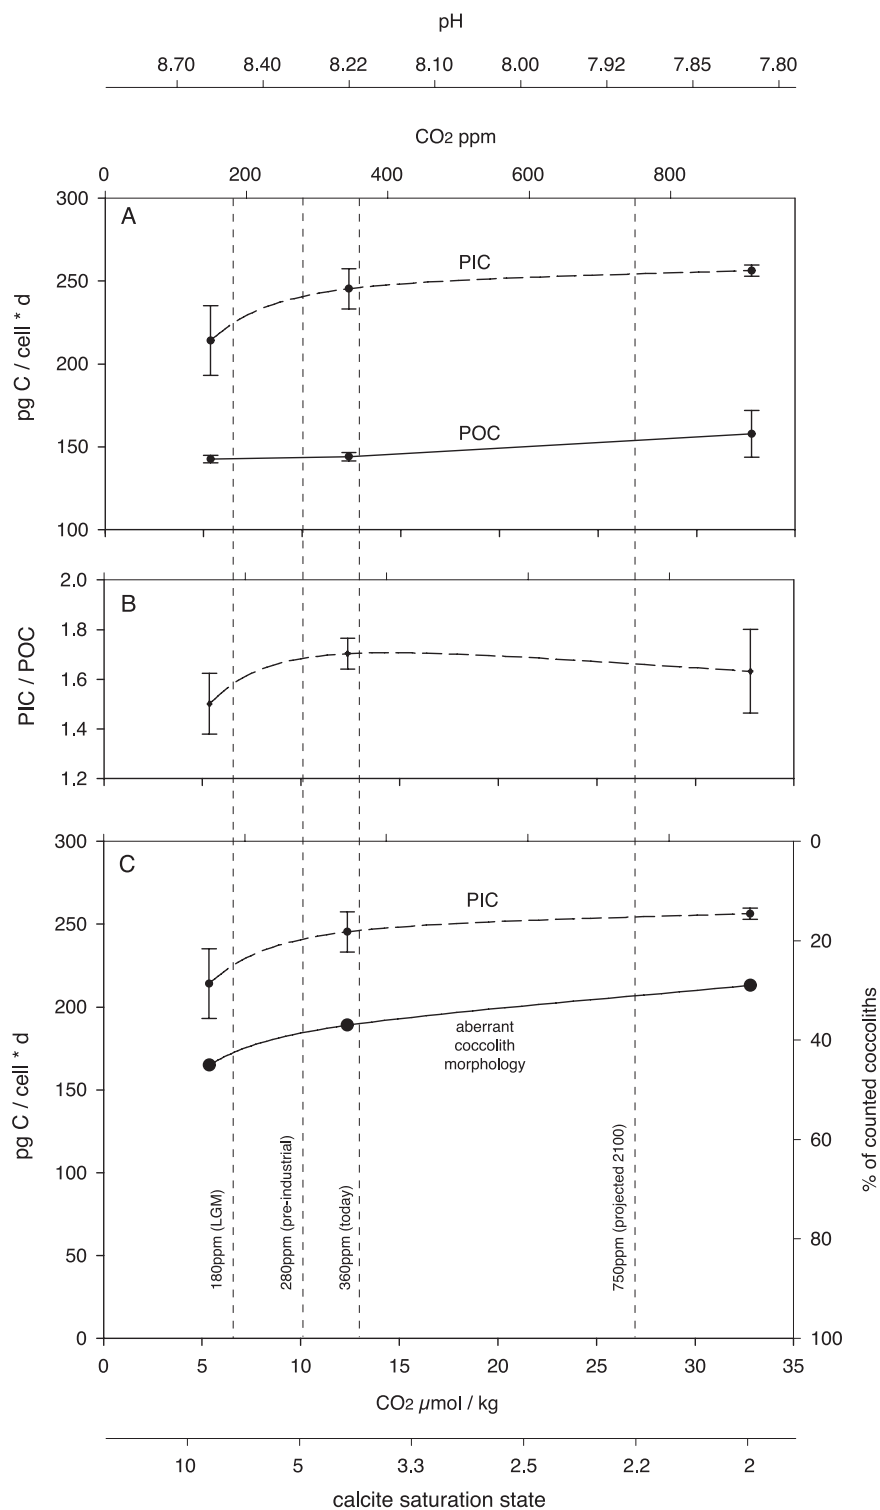 pH
8.70 8.40 8.22 8.10 8.00 7.92 7.85 7.80
CO2 ppm
0 200 400 600 800
A
PIC
POC
300
250
200
150
100
pg C / cell * d
B
2.0
1.8
1.6
1.4
1.2
PIC / POC
C
PIC
aberrant
coccolith
morphology
300
250
200
150
100
50
0
pg C / cell * d
0
20
40
60
80
100
% of counted coccoliths
180ppm (LGM)
280ppm (pre-industrial)
360ppm (today)
750ppm (projected 2100)
0 5 10 15 20 25 30 35
CO2 µmol / kg
10 5 3.3 2.5 2.2 2
calcite saturation state